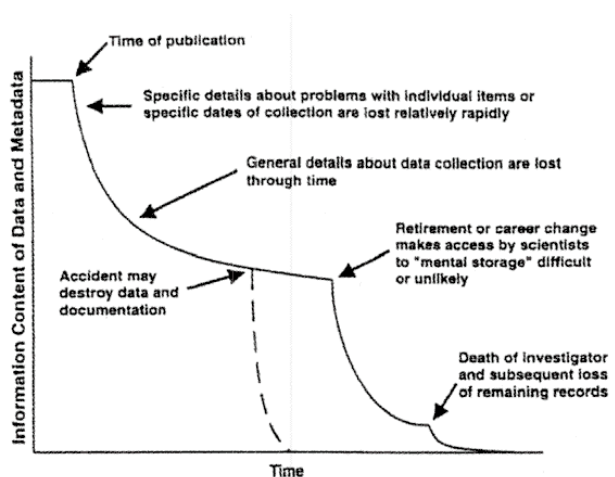 Time of publication
Specific details about problems with individual items or
specific dates of collection are lost relatively rapidly
General details about data collection are lost
through time
Retirement or career change
makes access by scientists
to "mental storage" difficult
or unlikely
Accident may
destroy data and
documentation
Death of investigator
and subsequent loss
of remaining records
Information Content of Data and Metadata
Time